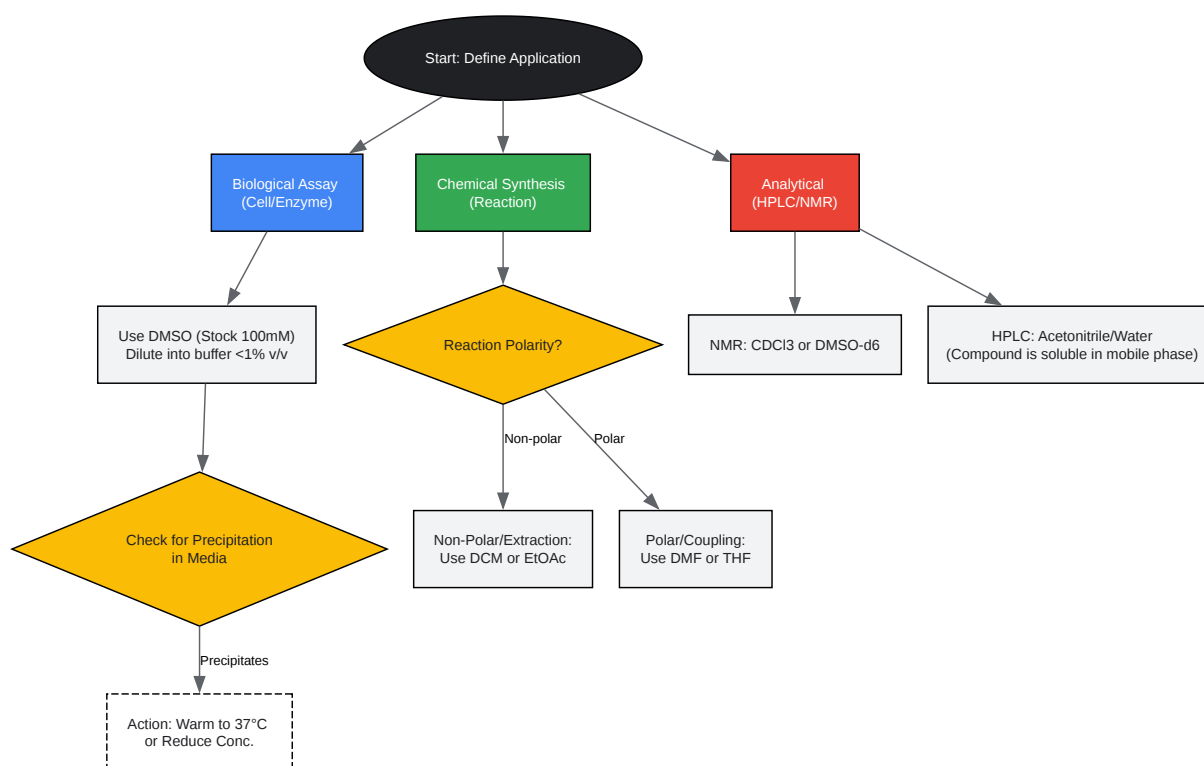 Start: Define Application
Biological Assay
(Cell/Enzyme)
Chemical Synthesis
(Reaction)
Analytical
(HPLC/NMR)
Use DMSO (Stock 100mM)
Dilute into buffer <1% v/v
Reaction Polarity?
NMR: CDCl3 or DMSO-d6
HPLC: Acetonitrile/Water
(Compound is soluble in mobile phase)
Non-polar
Polar
Check for Precipitation
in Media
Non-Polar/Extraction:
Use DCM or EtOAc
Polar/Coupling:
Use DMF or THF
Precipitates
Action: Warm to 37°C
or Reduce Conc.